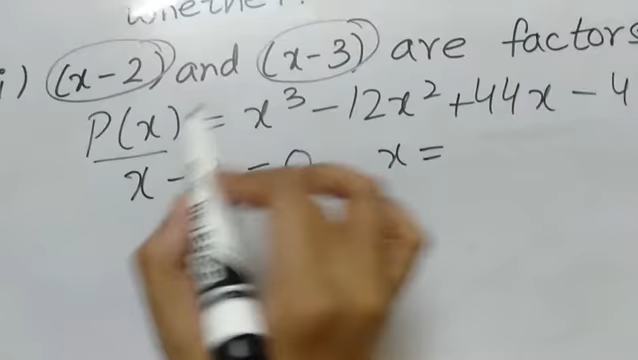 whether
i) (x-2) and (x-3) are factors
P(x) = x³ - 12x² + 44x - 4
x - = 0 x =